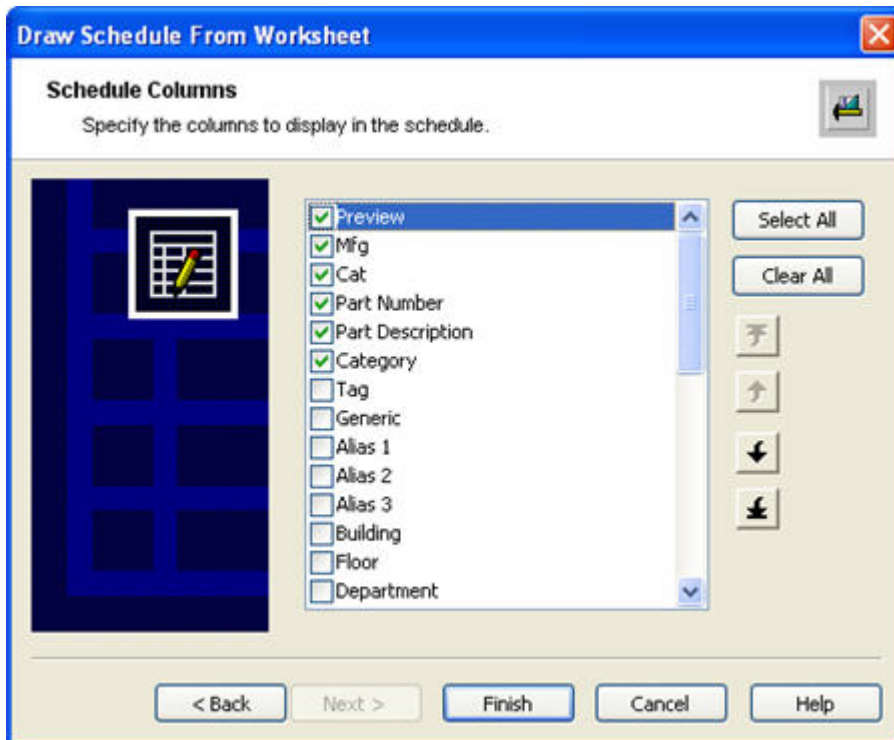 Draw Schedule From Worksheet
Schedule Columns
Specify the columns to display in the schedule.
Preview
Mfg
Cat
Part Number
Part Description
Category
Tag
Generic
Alias 1
Alias 2
Alias 3
Building
Floor
Department
Select All
Clear All
< Back
Next >
Finish
Cancel
Help